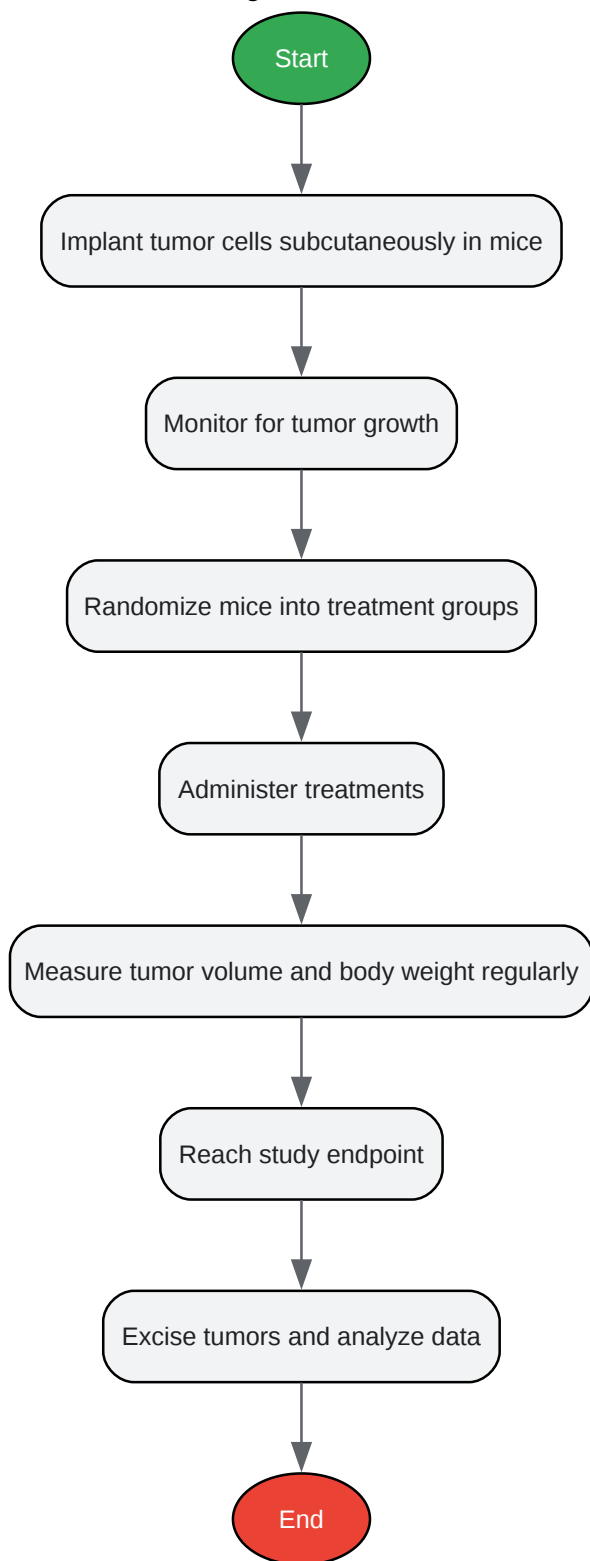 Start
Implant tumor cells subcutaneously in mice
Monitor for tumor growth
Randomize mice into treatment groups
Administer treatments
Measure tumor volume and body weight regularly
Reach study endpoint
Excise tumors and analyze data
End